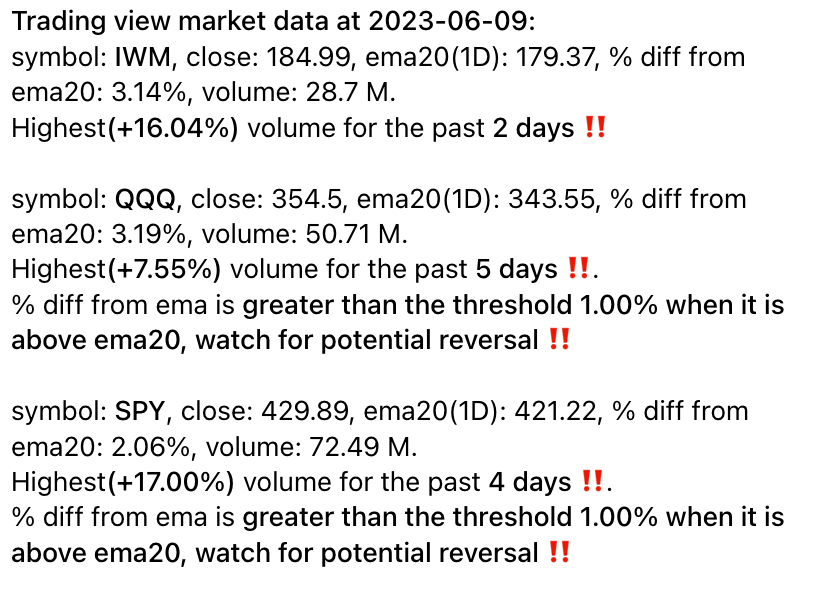 Trading view market data at 2023-06-09:
symbol: IWM, close: 184.99, ema20(1D): 179.37, % diff from
ema20: 3.14%, volume: 28.7 M.
Highest(+16.04%) volume for the past 2 days ‼️
symbol: QQQ, close: 354.5, ema20(1D): 343.55, % diff from
ema20: 3.19%, volume: 50.71 M.
Highest(+7.55%) volume for the past 5 days ‼️.
% diff from ema is greater than the threshold 1.00% when it is
above ema20, watch for potential reversal ‼️
symbol: SPY, close: 429.89, ema20(1D): 421.22, % diff from
ema20: 2.06%, volume: 72.49 M.
Highest(+17.00%) volume for the past 4 days ‼️.
% diff from ema is greater than the threshold 1.00% when it is
above ema20, watch for potential reversal ‼️